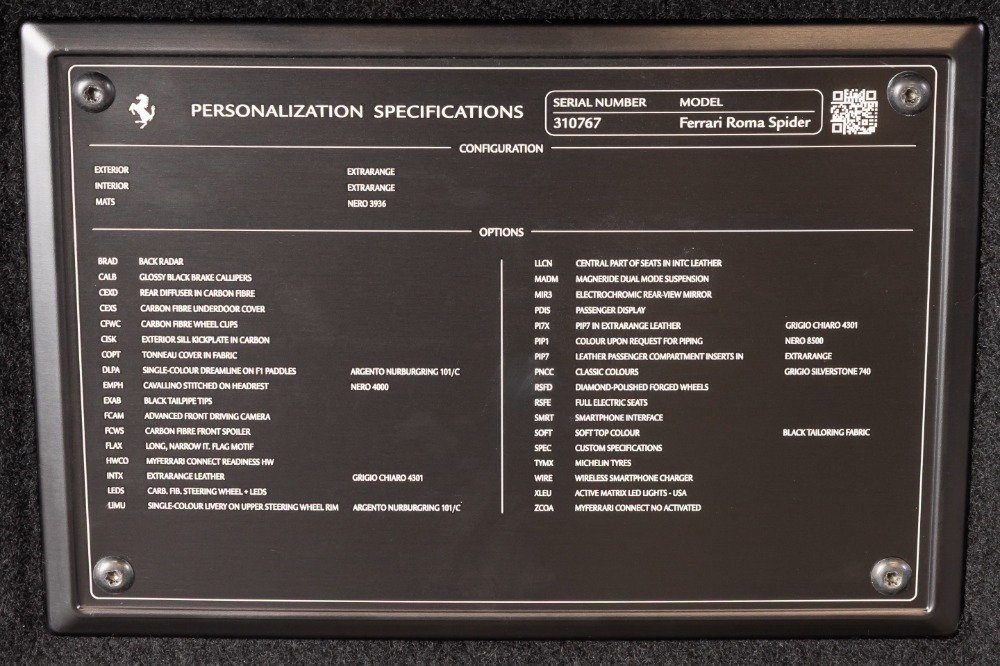 PERSONALIZATION SPECIFICATIONS
SERIAL NUMBER MODEL
310767 Ferrari Roma Spider
CONFIGURATION
EXTERIOR EXTRARANGE
INTERIOR EXTRARANGE
MATS NERO 3936
OPTIONS
BRAD BACK RADAR
CALB GLOSSY BLACK BRAKE CALLIPERS
CEXD REAR DIFFUSER IN CARBON FIBRE
CEXS CARBON FIBRE UNDERDOOR COVER
CFWC CARBON FIBRE WHEEL CUPS
CISK EXTERIOR SILL KICKPLATE IN CARBON
COPT TONNEAU COVER IN FABRIC
DLPA SINGLE-COLOUR DREAMLINE ON F1 PADDLES ARGENTO NURBURGRING 101/C
EMPH CAVALLINO STITCHED ON HEADREST NERO 4000
EXAB BLACK TAILPIPE TIPS
FCAM ADVANCED FRONT DRIVING CAMERA
FCWS CARBON FIBRE FRONT SPOILER
FLAX LONG, NARROW IT. FLAG MOTIF
HWCO MYFERRARI CONNECT READINESS HW
INTX EXTRARANGE LEATHER GRIGIO CHIARO 4301
LEDS CARB. FIB. STEERING WHEEL + LEDS
LIMU SINGLE-COLOUR LIVERY ON UPPER STEERING WHEEL RIM ARGENTO NURBURGRING 101/C
LLCN CENTRAL PART OF SEATS IN INTC LEATHER
MADM MAGNERIDE DUAL MODE SUSPENSION
MIR3 ELECTROCHROMIC REAR-VIEW MIRROR
PDIS PASSENGER DISPLAY
PI7X PIP7 IN EXTRARANGE LEATHER GRIGIO CHIARO 4301
PIP1 COLOUR UPON REQUEST FOR PIPING NERO 8500
PIP7 LEATHER PASSENGER COMPARTMENT INSERTS IN EXTRARANGE
PNCC CLASSIC COLOURS GRIGIO SILVERSTONE 740
RSFD DIAMOND-POLISHED FORGED WHEELS
RSFE FULL ELECTRIC SEATS
SMRT SMARTPHONE INTERFACE
SOFT SOFT TOP COLOUR BLACK TAILORING FABRIC
SPEC CUSTOM SPECIFICATIONS
TYMX MICHELIN TYRES
WIRE WIRELESS SMARTPHONE CHARGER
XLEU ACTIVE MATRIX LED LIGHTS - USA
ZCOA MYFERRARI CONNECT NO ACTIVATED